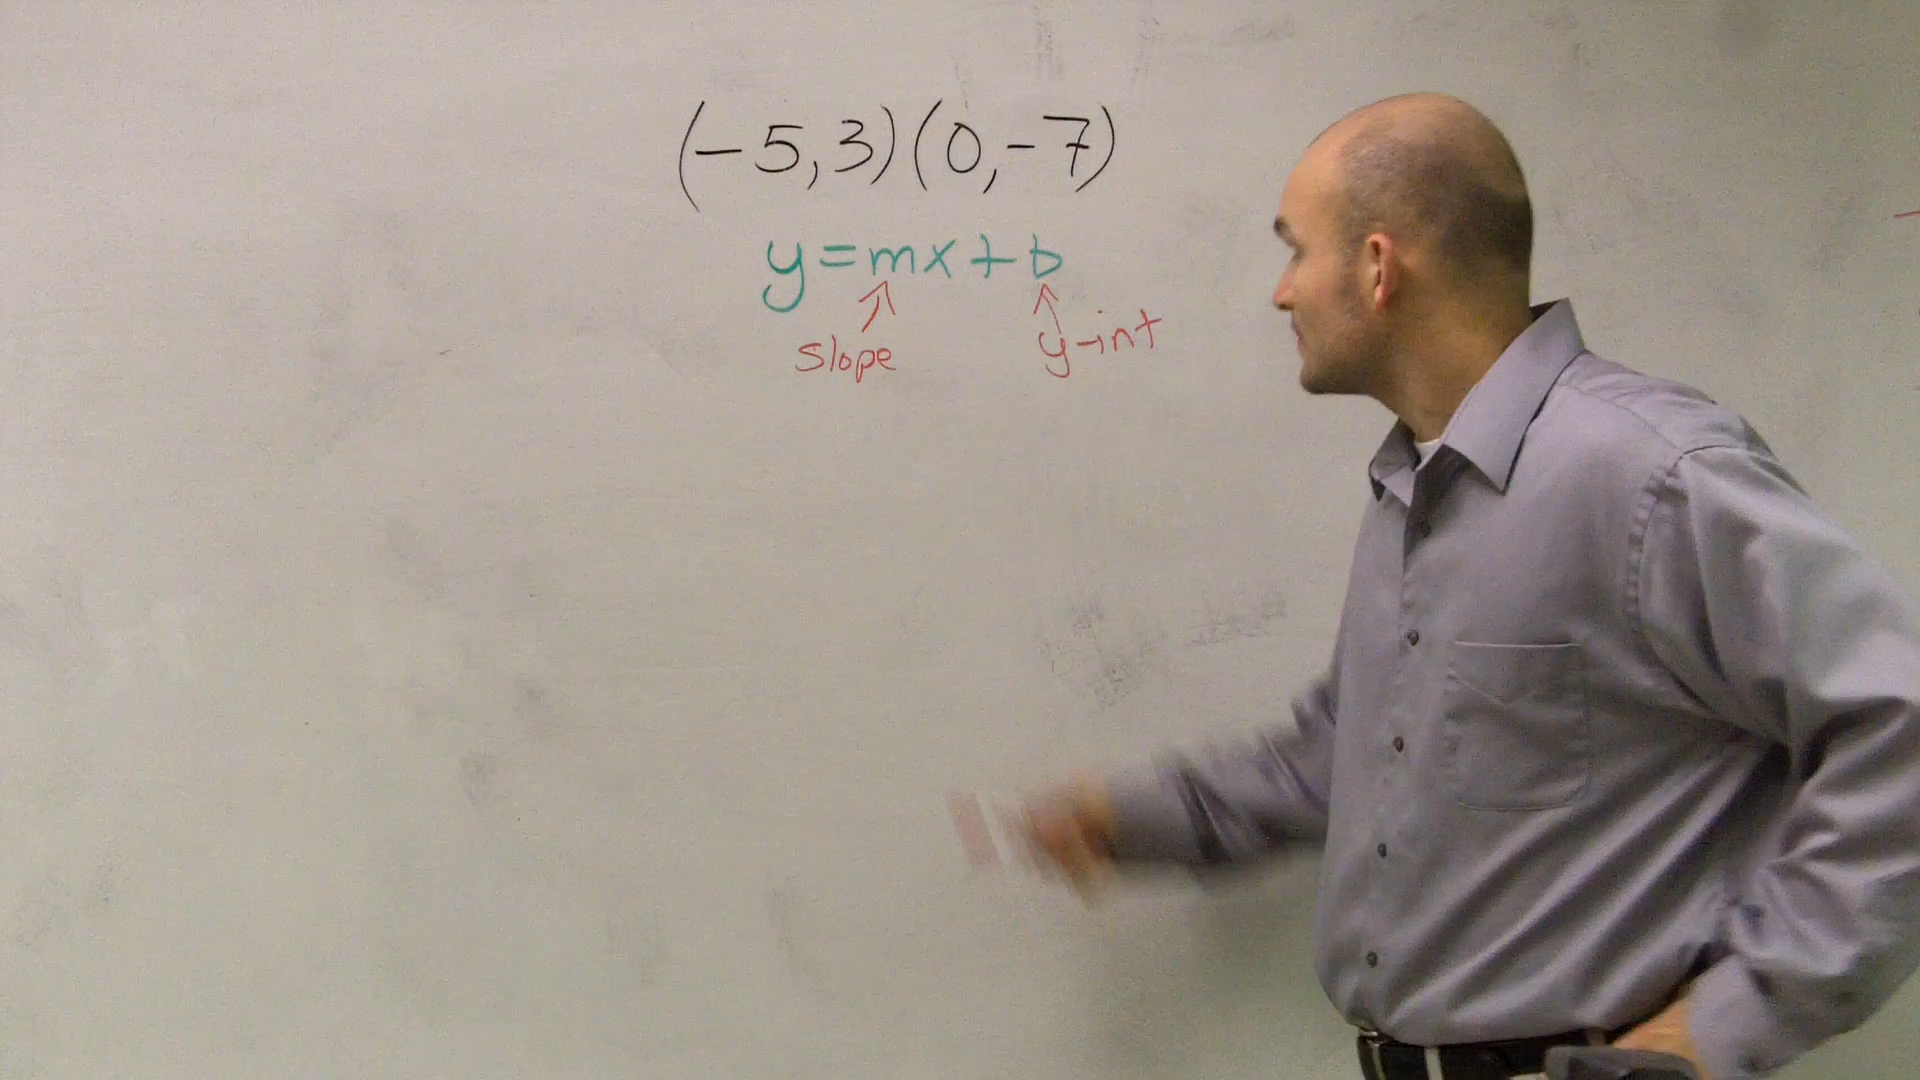 (-5,3)(0,-7)
y=mx+b
slope y-int